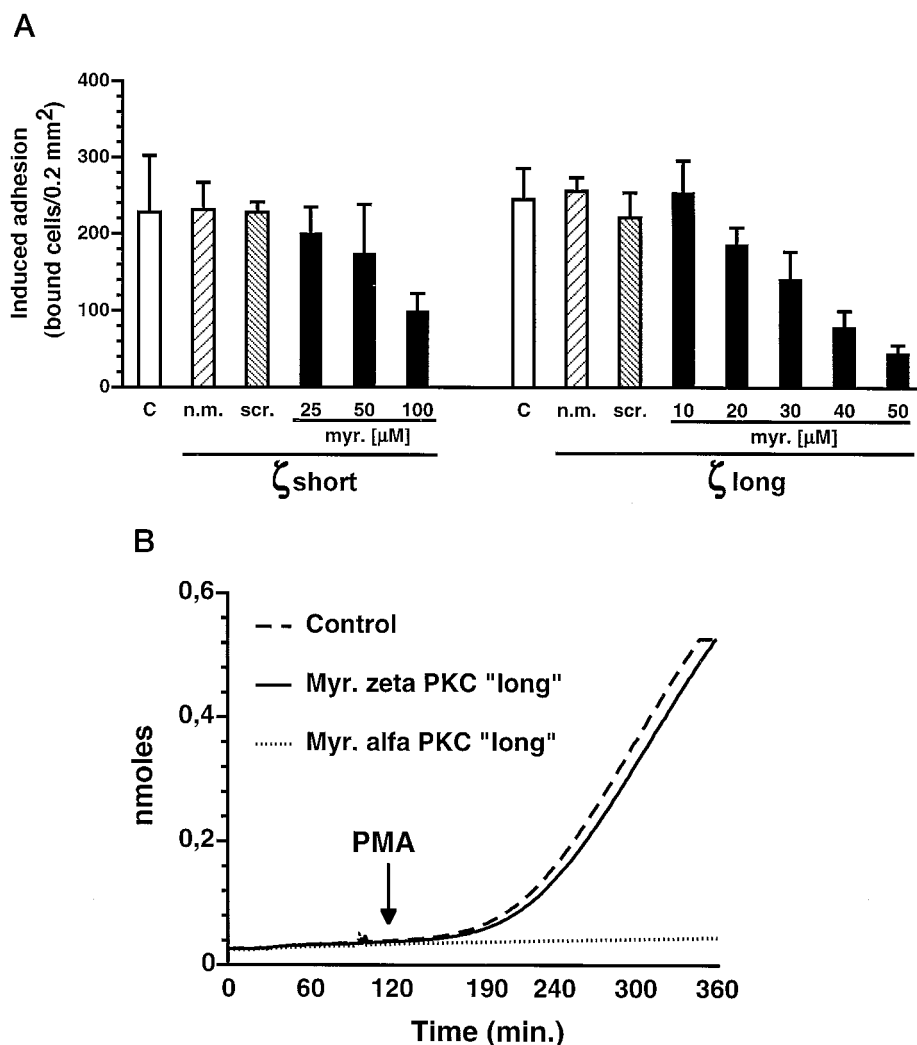 A
Induced adhesion
(bound cells/0.2 mm²)
400
300
200
100
0
C n.m. scr. 25 50 100 C n.m. scr. 10 20 30 40 50
myr. [µM] myr. [µM]
ζ short ζ long
B
nmoles
0,6
0,4
0,2
0
Control
Myr. zeta PKC "long"
Myr. alfa PKC "long"
PMA
0 60 120 190 240 300 360
Time (min.)